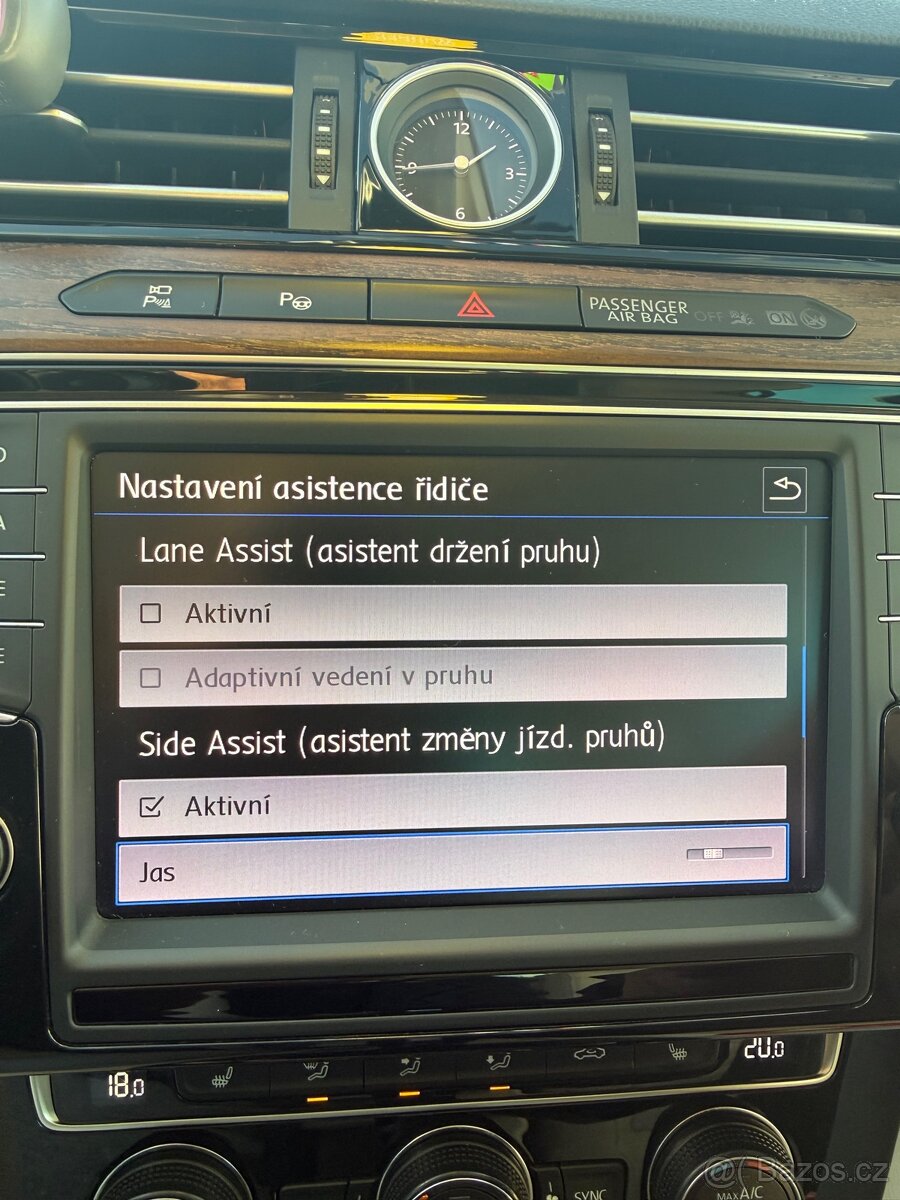 12
9
3
6
P
P
PASSENGER
AIR BAG OFF ON
Nastavení asistence řidiče
Lane Assist (asistent držení pruhu)
Aktivní
Adaptivní vedení v pruhu
Side Assist (asistent změny jízd. pruhů)
Aktivní
Jas
18.0
20.0
SYNC
MAX A/C
@ Bazos.cz